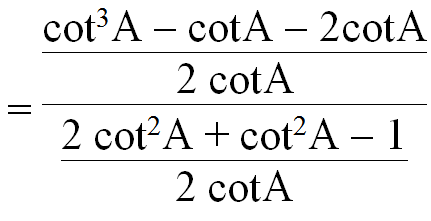 cot³A − cotA − 2cotA
2 cotA
=
2 cot²A + cot²A − 1
2 cotA